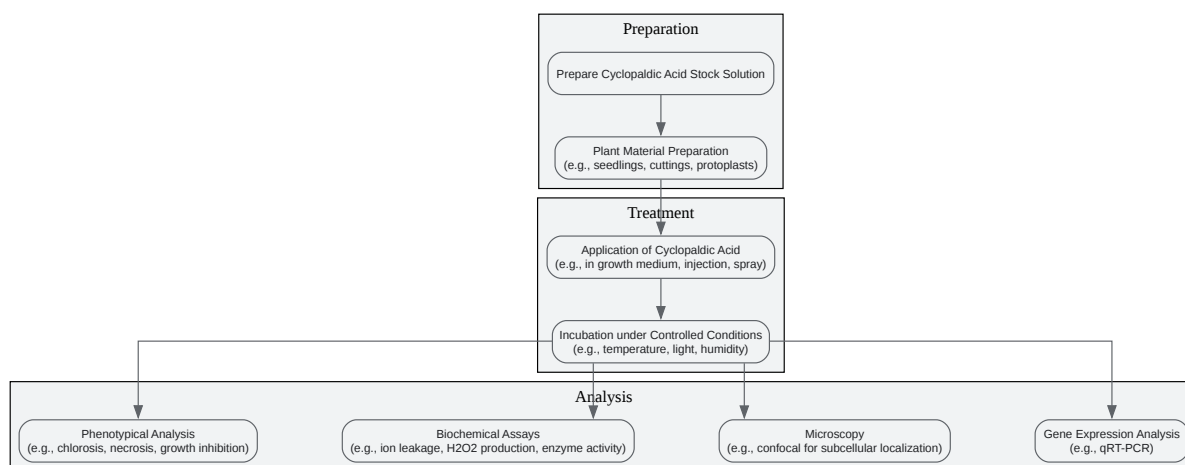 Preparation
Prepare Cyclopaldic Acid Stock Solution
Plant Material Preparation
(e.g., seedlings, cuttings, protoplasts)
Treatment
Application of Cyclopaldic Acid
(e.g., in growth medium, injection, spray)
Incubation under Controlled Conditions
(e.g., temperature, light, humidity)
Analysis
Phenotypical Analysis
(e.g., chlorosis, necrosis, growth inhibition)
Biochemical Assays
(e.g., ion leakage, H2O2 production, enzyme activity)
Microscopy
(e.g., confocal for subcellular localization)
Gene Expression Analysis
(e.g., qRT-PCR)